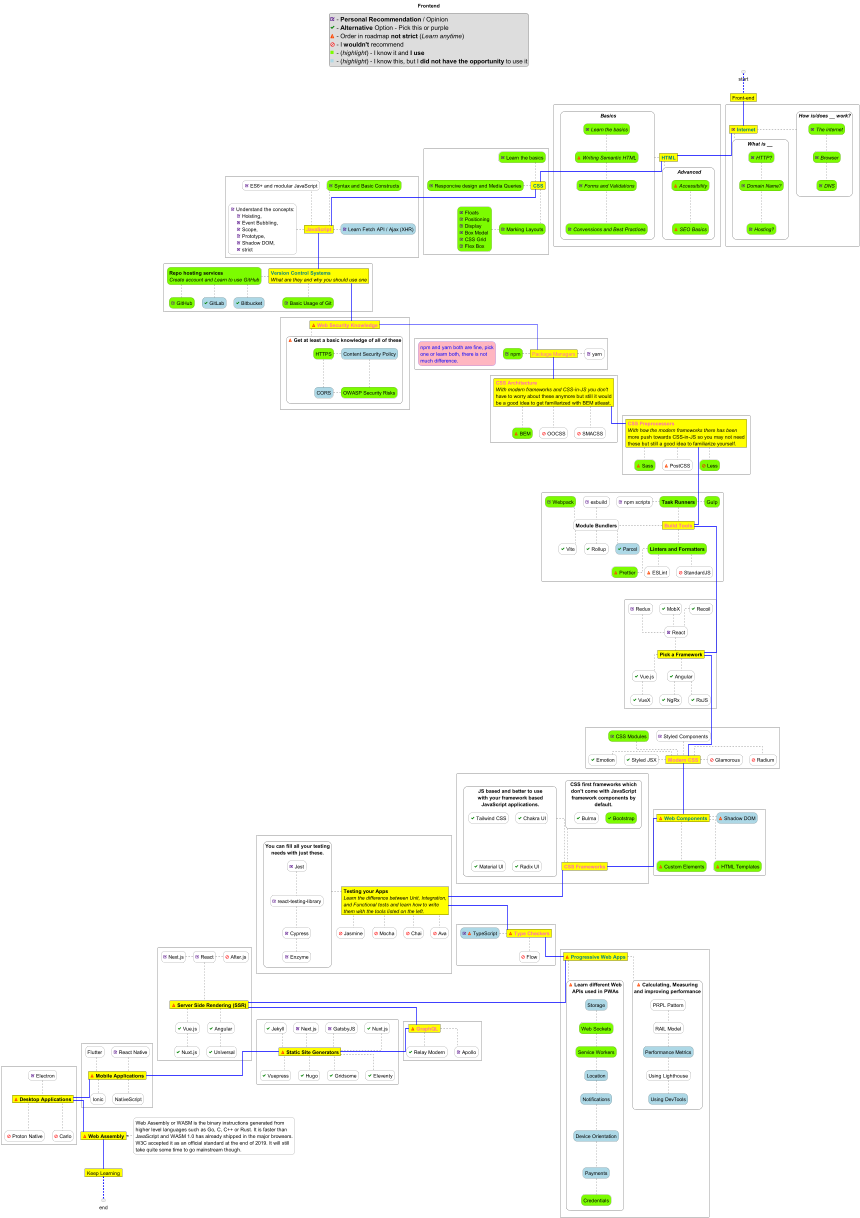 Frontend
- Personal Recommendation / Opinion
- Alternative Option - Pick this or purple
- Order in roadmap not strict (Learn anytime)
- I wouldn't recommend
- (highlight) - I know it and I use
- (highlight) - I know this, but I did not have the opportunity to use it
start
Front-end
Internet
How is/does __ work?
The internet
Browser
DNS
What is __
HTTP?
Domain Name?
Hosting?
HTML
Basics
Learn the basics
Writing Semantic HTML
Forms and Validations
Conversions and Best Practices
Advanced
Accessibility
SEO Basics
CSS
Learn the basics
Responsive design and Media Queries
Marking Layouts
Floats
Positioning
Display
Box Model
CSS Grid
Flex Box
JavaScript
ES6+ and modular JavaScript
Syntax and Basic Constructs
Understand the concepts:
Hoisting,
Event Bubbling,
Scope,
Prototype,
Shadow DOM,
strict
Learn Fetch API / Ajax (XHR)
Repo hosting services
Create account and Learn to use GitHub
GitHub
GitLab
Bitbucket
Version Control Systems
What are they and why you should use one
Basic Usage of Git
Web Security Knowledge
Get at least a basic knowledge of all of these
HTTPS
Content Security Policy
CORS
OWASP Security Risks
npm and yarn both are fine, pick
one or learn both, there is not
much difference.
npm
Package Managers
yarn
CSS Architecture
With modern frameworks and CSS-in-JS you don't
have to worry about these anymore but still it would
be a good idea to get familiarized with BEM atleast.
BEM
OOCSS
SMACSS
CSS Preprocessors
With how the modern frameworks there has been
more push towards CSS-in-JS so you may not need
these but still a good idea to familiarize yourself.
Sass
PostCSS
Less
Webpack
esbuild
npm scripts
Task Runners
Gulp
Module Bundlers
Build Tools
Vite
Rollup
Parcel
Linters and Formatters
Prettier
ESLint
StandardJS
Redux
MobX
Recoil
React
Pick a Framework
Vue.js
Angular
VueX
NgRx
RxJS
CSS Modules
Styled Components
Emotion
Styled JSX
Modern CSS
Glamorous
Radium
JS based and better to use
with your framework based
JavaScript applications.
Tailwind CSS
Chakra UI
Material UI
Radix UI
CSS first frameworks which
don't come with JavaScript
framework components by
default.
Bulma
Bootstrap
CSS Frameworks
Web Components
Shadow DOM
Custom Elements
HTML Templates
You can fill all your testing
needs with just these.
Jest
react-testing-library
Cypress
Enzyme
Testing your Apps
Learn the difference between Unit, Integration,
and Functional tests and learn how to write
them with the tools listed on the left.
Jasmine
Mocha
Chai
Ava
TypeScript
Type Checkers
Flow
Progressive Web Apps
Learn different Web
APIs used in PWAs
Storage
Web Sockets
Service Workers
Location
Notifications
Device Orientation
Payments
Credentials
Calculating, Measuring
and improving performance
PRPL Pattern
RAIL Model
Performance Metrics
Using Lighthouse
Using DevTools
Nest.js
React
After.js
Server Side Rendering (SSR)
Vue.js
Angular
Nuxt.js
Universal
GraphQL
Relay Modern
Apollo
Jekyll
Next.js
GatsbyJS
Nuxt.js
Static Site Generators
Vuepress
Hugo
Gridsome
Eleventy
Flutter
React Native
Mobile Applications
Ionic
NativeScript
Electron
Desktop Applications
Proton Native
Carlo
Web Assembly
Web Assembly or WASM is the binary instructions generated from
higher level languages such as Go, C, C++ or Rust. It is faster than
JavaScript and WASM 1.0 has already shipped in the major browsers.
W3C accepted it as an official standard at the end of 2019. It will still
take quite some time to go mainstream though.
Keep Learning
end